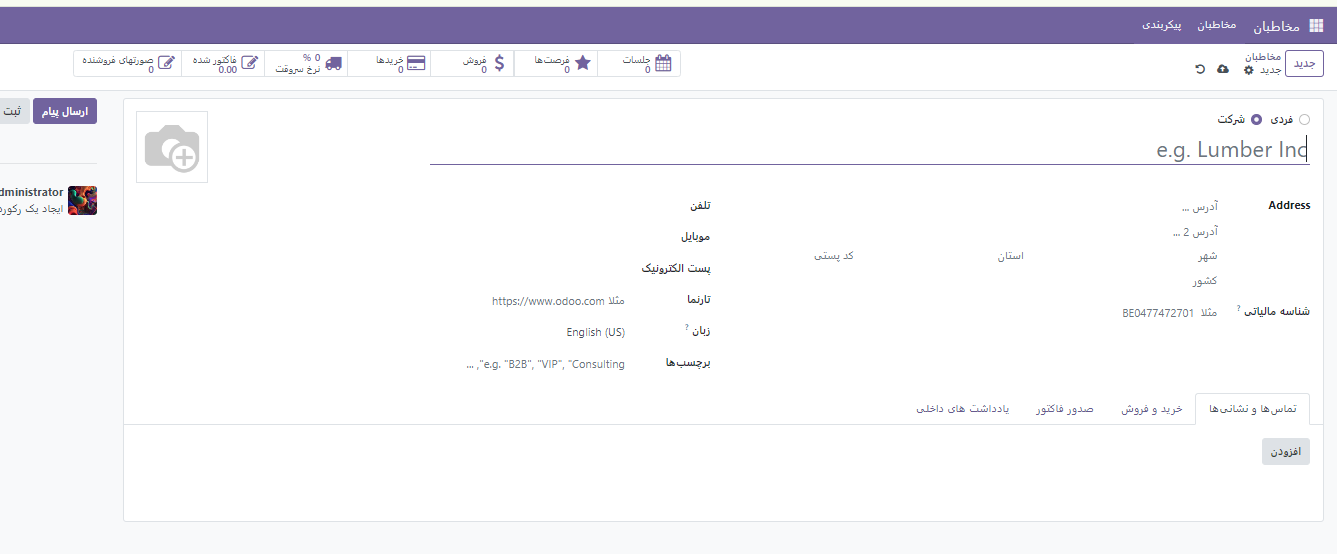 مخاطبان مخاطبان پیکربندی
جدید مخاطبان
جدید
جلسات 0 فرصت‌ها 0 فروش 0 خریدها 0 0 % نرخ سروقت فاکتور شده 0.00 صورتهای فروشنده 0
فردی شرکت
e.g. Lumber Inc
Address آدرس ...
آدرس 2 ...
شهر استان کد پستی
کشور
شناسه مالیاتی ? مثلا BE0477472701
تلفن
موبایل
پست الکترونیک
تارنما مثلا https://www.odoo.com
زبان ? English (US)
برچسب‌ها e.g. "B2B", "VIP", "Consulting", ...
تماس‌ها و نشانی‌ها خرید و فروش صدور فاکتور یادداشت های داخلی
افزودن
ارسال پیام ثبت
dministrator
ایجاد یک رکورد